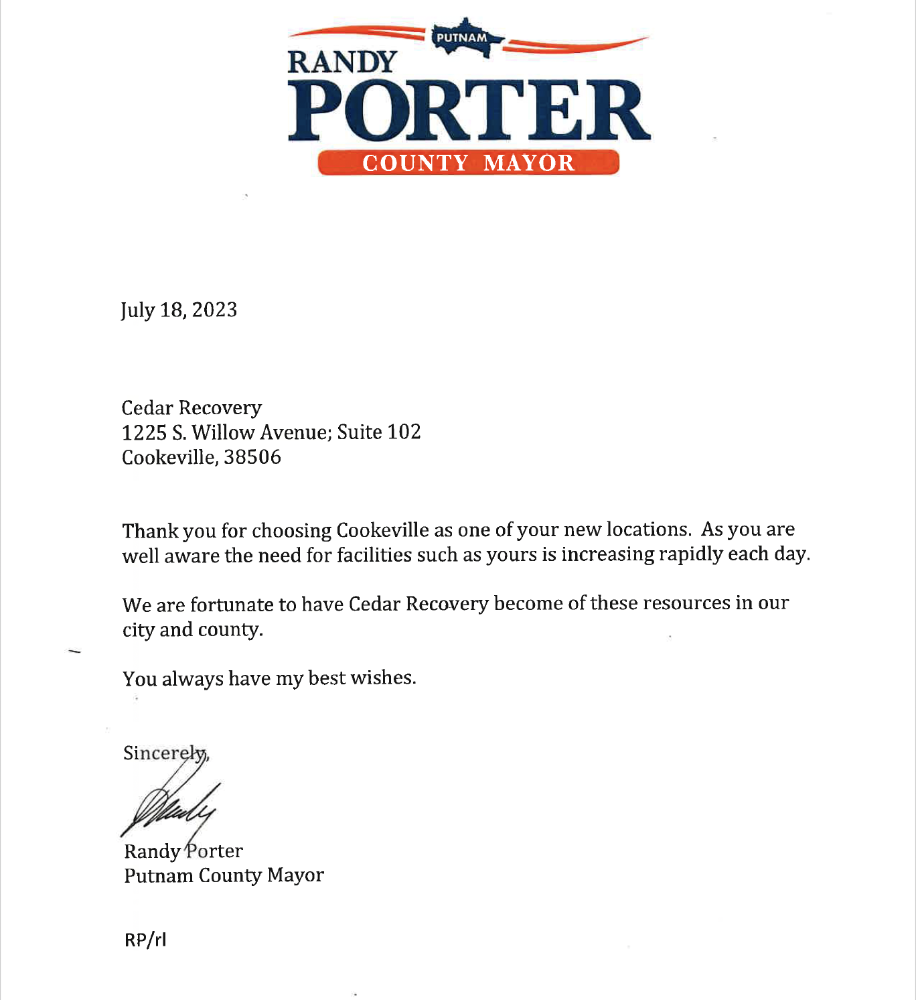 PUTNAM
RANDY
PORTER
COUNTY MAYOR
July 18, 2023
Cedar Recovery
1225 S. Willow Avenue; Suite 102
Cookeville, 38506
Thank you for choosing Cookeville as one of your new locations. As you are
well aware the need for facilities such as yours is increasing rapidly each day.
We are fortunate to have Cedar Recovery become of these resources in our
city and county.
You always have my best wishes.
Sincerely,
Randy
Randy Porter
Putnam County Mayor
RP/rl